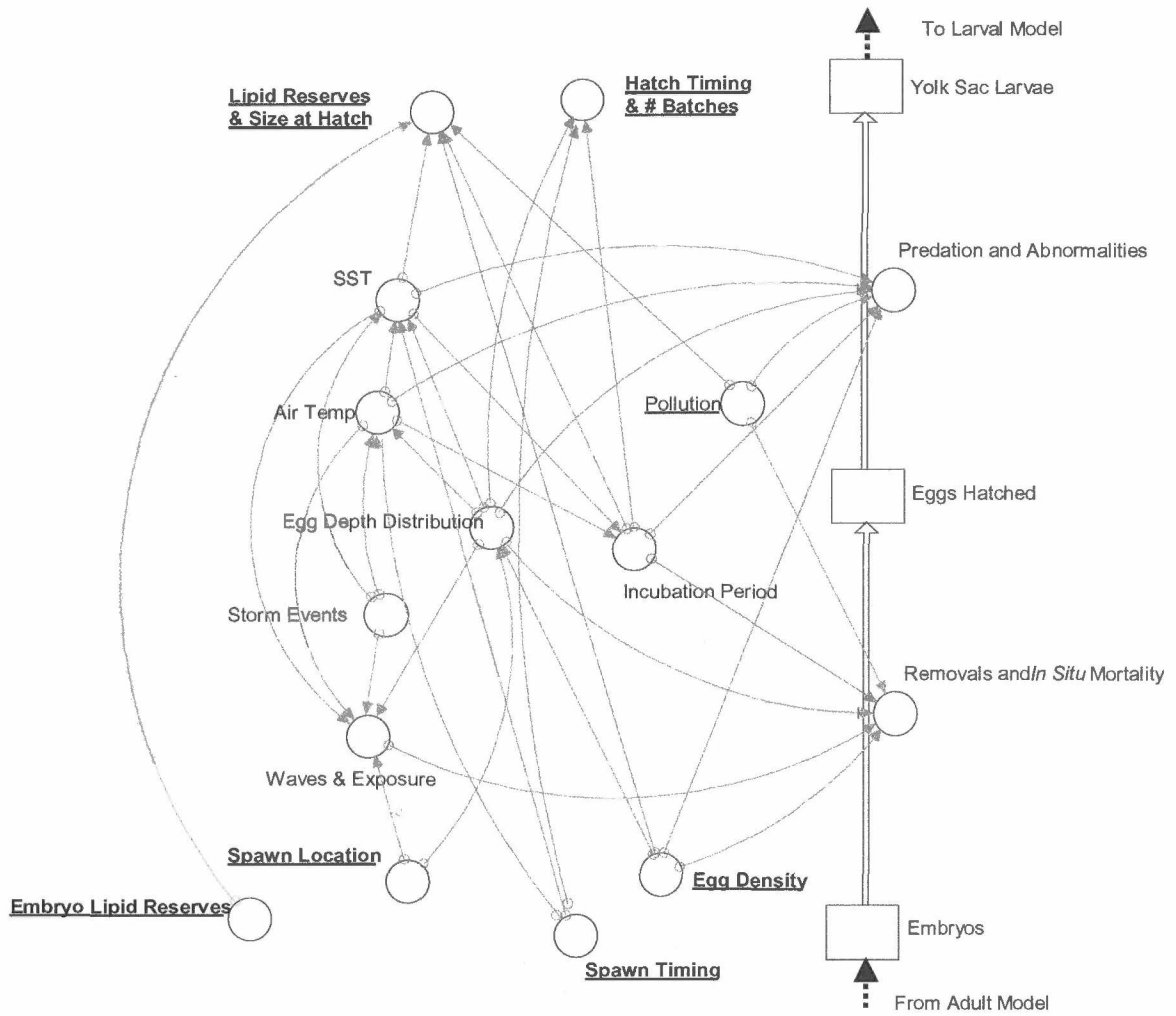 To Larval Model
Lipid Reserves
& Size at Hatch
Hatch Timing
& # Batches
Yolk Sac Larvae
Predation and Abnormalities
SST
Air Temp
Pollution
Egg Depth Distribution
Eggs Hatched
Incubation Period
Storm Events
Removals andIn Situ Mortality
Waves & Exposure
Spawn Location
Egg Density
Embryo Lipid Reserves
Embryos
Spawn Timing
From Adult Model